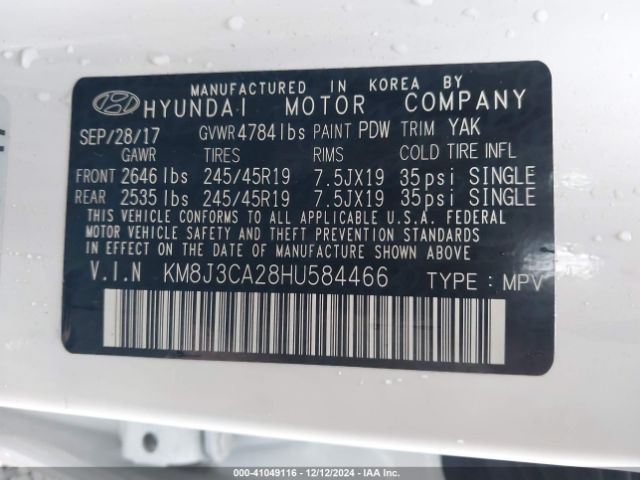 MANUFACTURED IN KOREA BY
HYUNDAI MOTOR COMPANY
SEP/28/17 GVWR 4784 lbs PAINT PDW TRIM YAK
GAWR TIRES RIMS COLD TIRE INFL
FRONT 2646 lbs 245/45R19 7.5JX19 35psi SINGLE
REAR 2535 lbs 245/45R19 7.5JX19 35psi SINGLE
THIS VEHICLE CONFORMS TO ALL APPLICABLE U.S.A. FEDERAL
MOTOR VEHICLE SAFETY AND THEFT PREVENTION STANDARDS
IN EFFECT ON THE DATE OF MANUFACTURE SHOWN ABOVE.
V.I.N KM8J3CA28HU584466 TYPE : MPV
000-41049116 - 12/12/2024 - IAA, Inc.